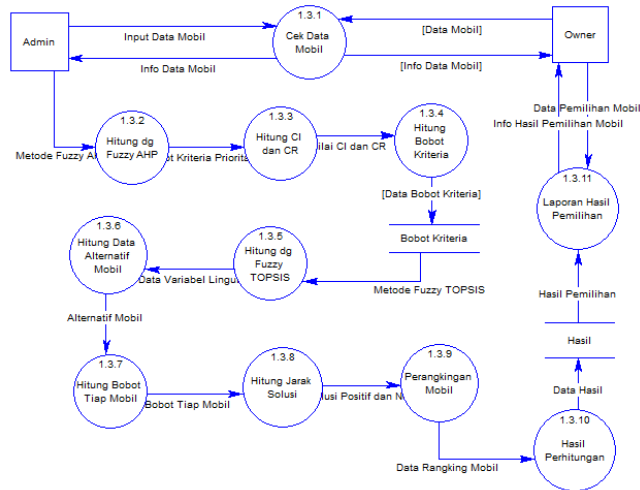 1.3.1
Cek Data
Mobil
Admin
Owner
Input Data Mobil
[Data Mobil]
Info Data Mobil
[Info Data Mobil]
1.3.2
Hitung dg
Fuzzy AHP
1.3.3
Hitung CI
dan CR
1.3.4
Hitung
Bobot
Kriteria
Data Pemilihan Mobil
Info Hasil Pemilihan Mobil
Metode Fuzzy
Kriteria
ilai CI dan CR
[Data Bobot Kriteria]
1.3.11
Laporan Hasil
Pemilihan
Bobot Kriteria
1.3.5
Hitung dg
Fuzzy
TOPSIS
1.3.6
Hitung Data
Alternatif
Mobil
Data Variabel
Metode Fuzzy TOPSIS
Hasil Pemilihan
Alternatif Mobil
Hasil
1.3.7
Hitung Bobot
Tiap Mobil
1.3.8
Hitung Jarak
Solusi
1.3.9
Perangkingan
Mobil
Bobot Tiap Mobil
Positif dan
Data Hasil
1.3.10
Hasil
Perhitungan
Data Rangking Mobil